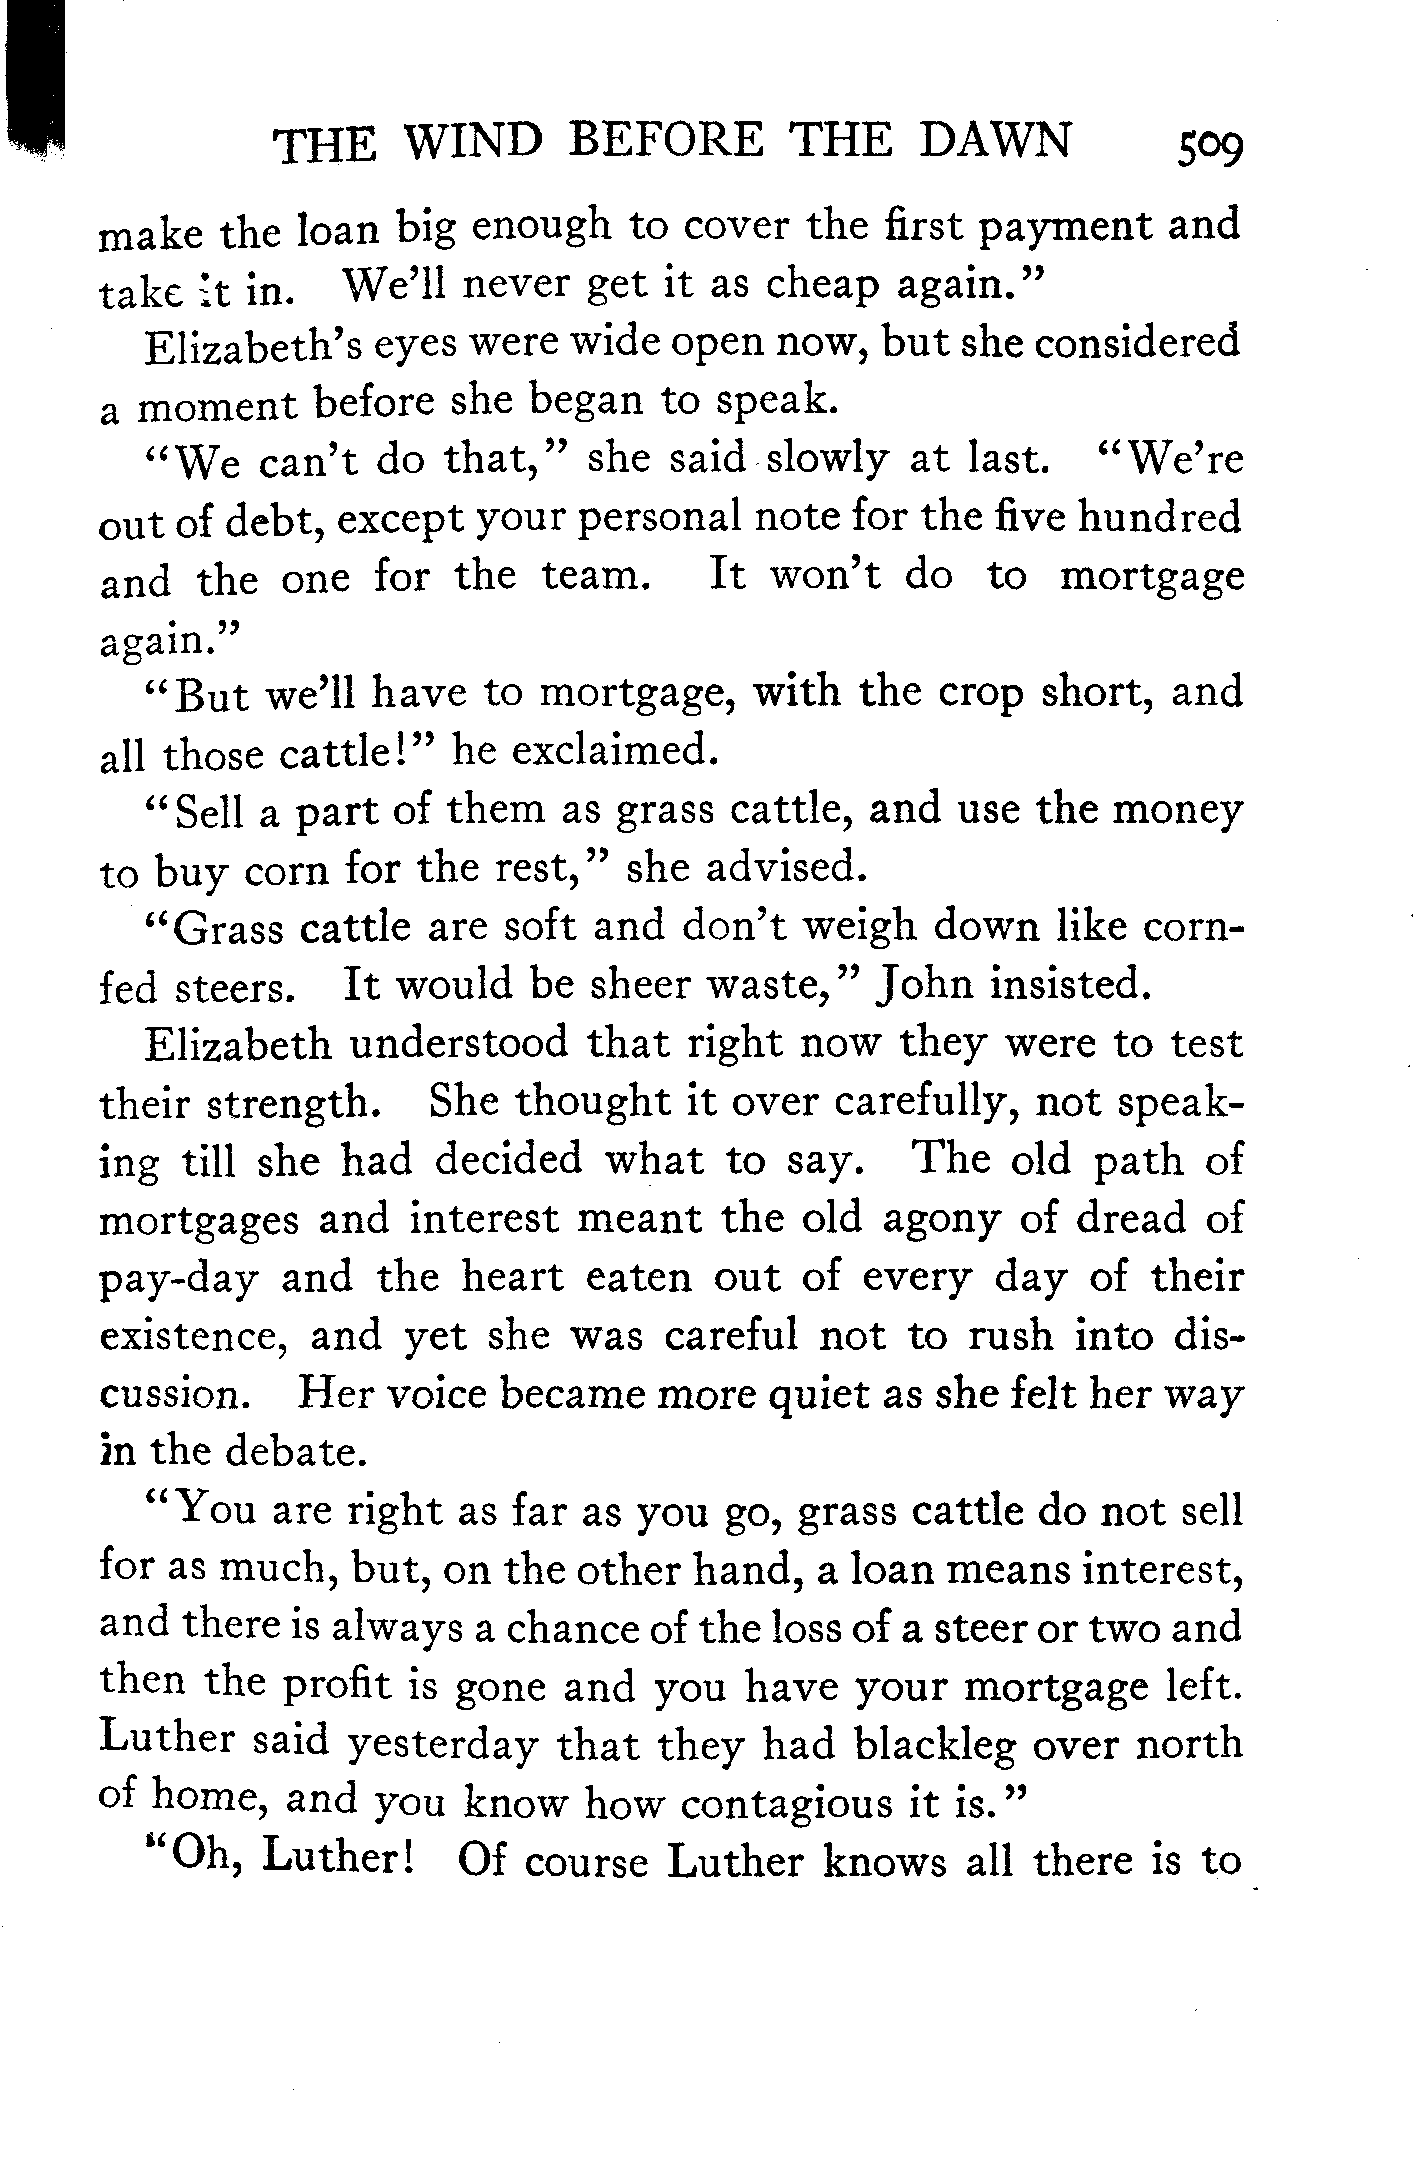 THE WIND BEFORE THE DAWN 509
make the loan big enough to cover the first payment and
take it in. We'll never get it as cheap again."
Elizabeth's eyes were wide open now, but she considered
a moment before she began to speak.
"We can't do that," she said slowly at last. "We're
out of debt, except your personal note for the five hundred
and the one for the team. It won't do to mortgage
again."
"But we'll have to mortgage, with the crop short, and
all those cattle!" he exclaimed.
"Sell a part of them as grass cattle, and use the money
to buy corn for the rest," she advised.
"Grass cattle are soft and don't weigh down like corn-
fed steers. It would be sheer waste," John insisted.
Elizabeth understood that right now they were to test
their strength. She thought it over carefully, not speak-
ing till she had decided what to say. The old path of
mortgages and interest meant the old agony of dread of
pay-day and the heart eaten out of every day of their
existence, and yet she was careful not to rush into dis-
cussion. Her voice became more quiet as she felt her way
in the debate.
"You are right as far as you go, grass cattle do not sell
for as much, but, on the other hand, a loan means interest,
and there is always a chance of the loss of a steer or two and
then the profit is gone and you have your mortgage left.
Luther said yesterday that they had blackleg over north
of home, and you know how contagious it is."
"Oh, Luther! Of course Luther knows all there is to